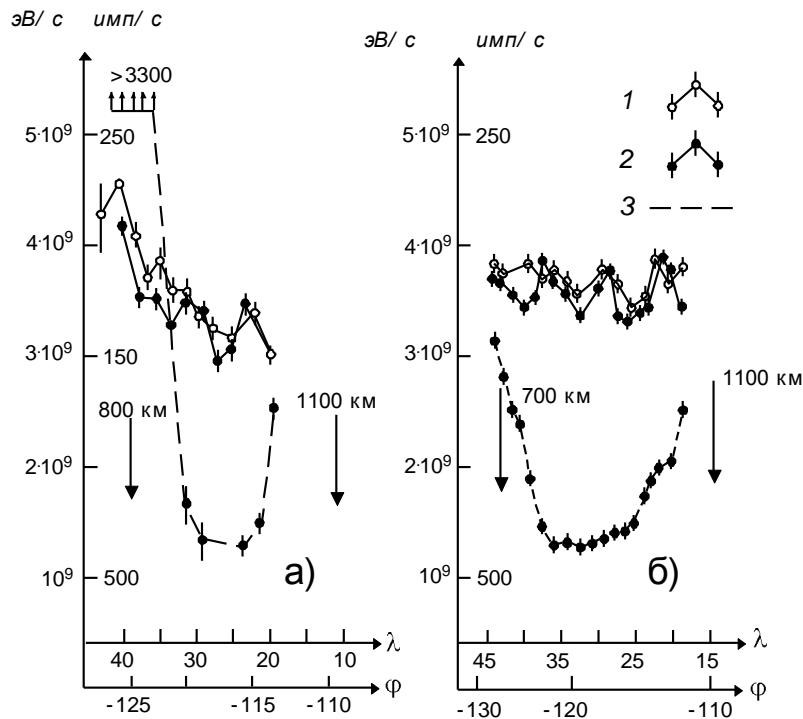 эВ/ с имп/ с
>3300
5·10⁹ 250
4·10⁹
3·10⁹ 150
800 км 1100 км
2·10⁹
10⁹ 500 а)
λ
40 30 20 10
φ
-125 -115 -110
эВ/ с имп/ с
1
5·10⁹ 250
2
3
4·10⁹
3·10⁹
700 км 1100 км
2·10⁹
10⁹ 500 б)
λ
45 35 25 15
φ
-130 -120 -110